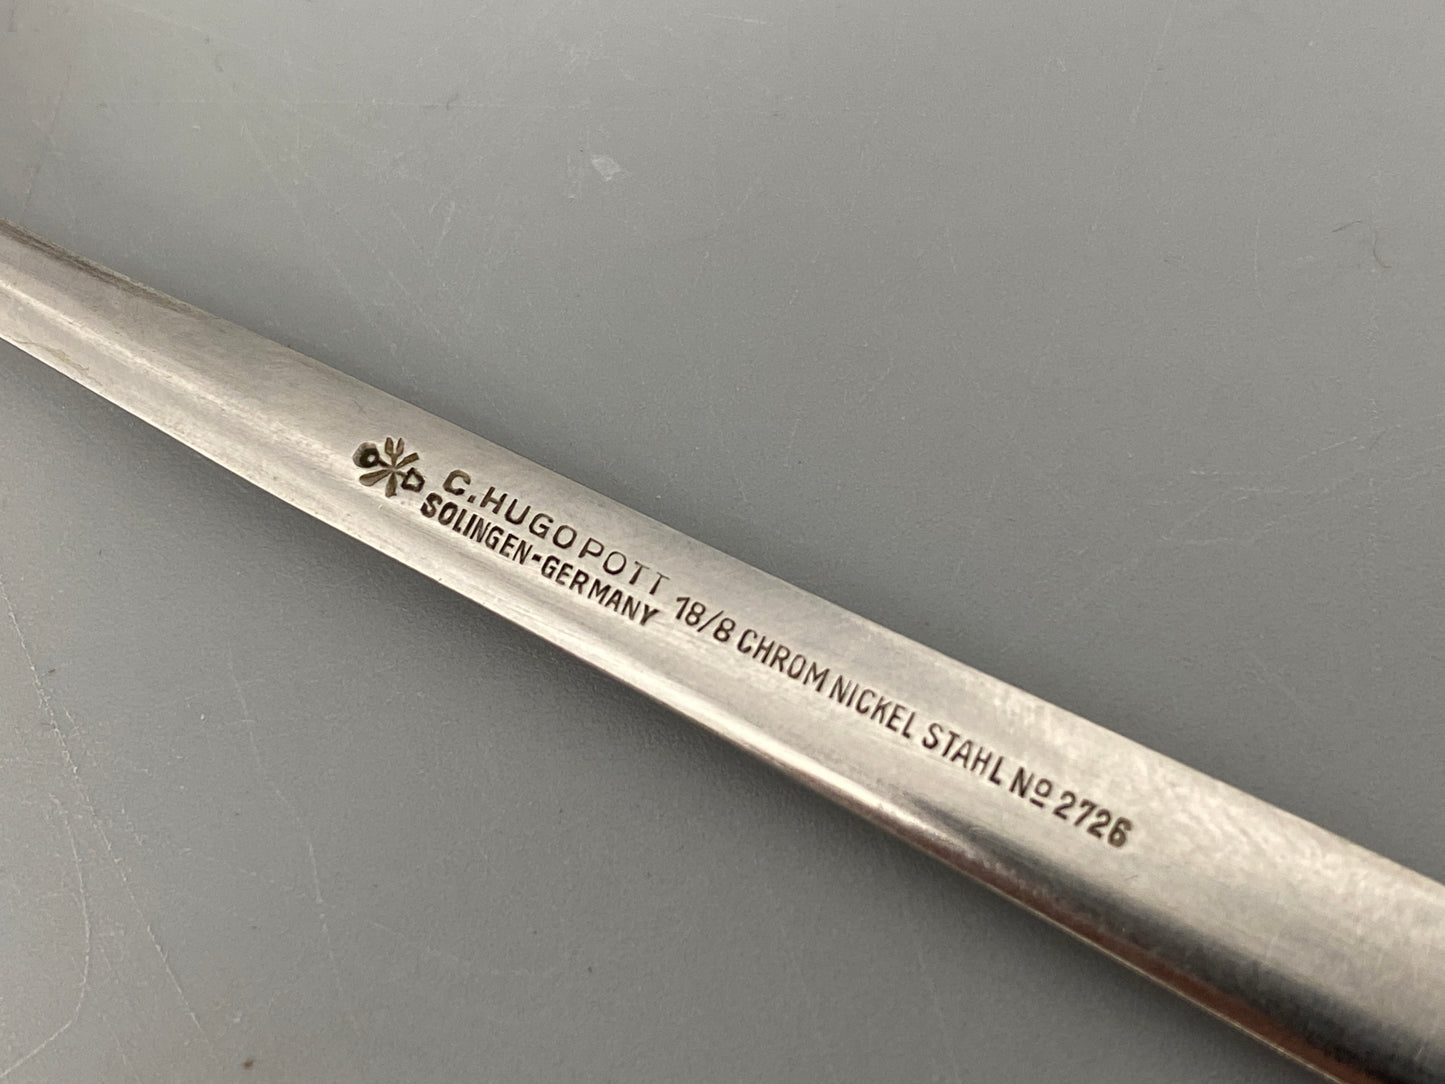 C. HUGO POTT
SOLINGEN-GERMANY
18/8 CHROM NICKEL STAHL Nº 2726